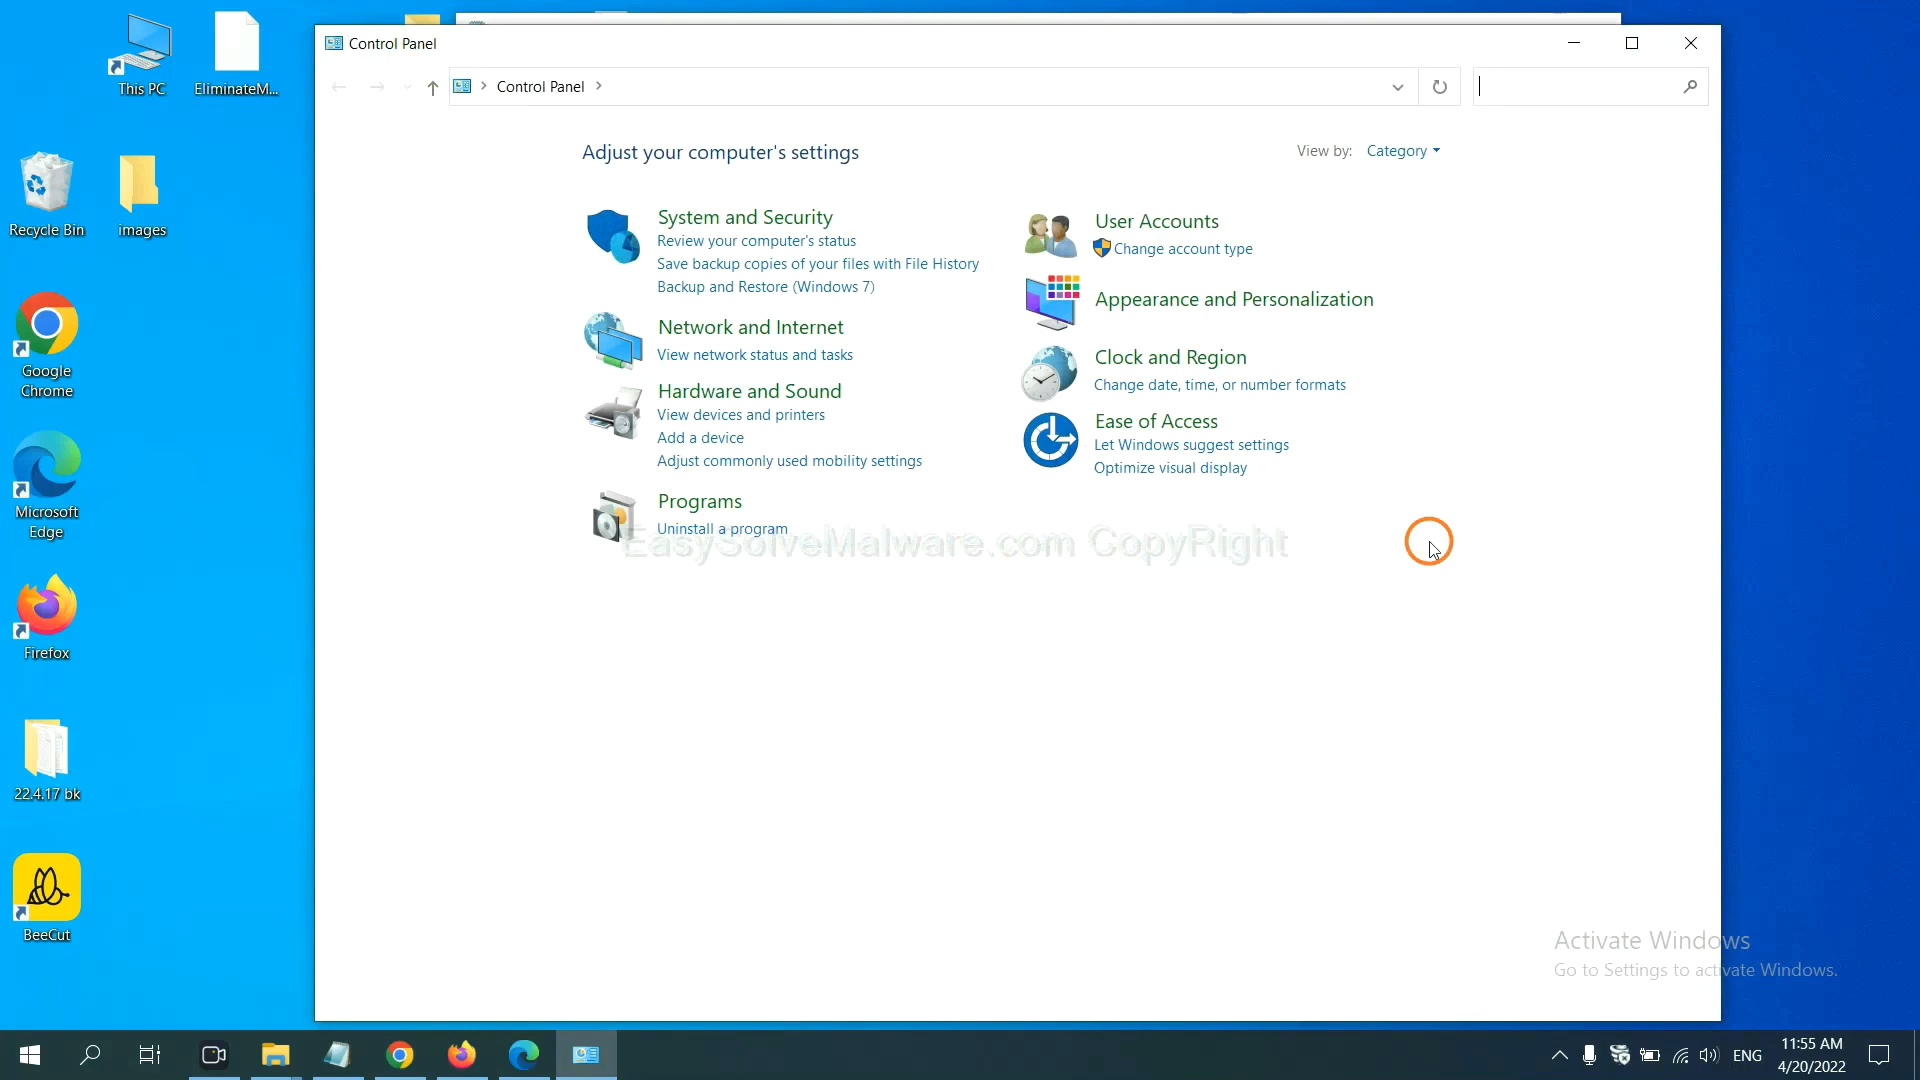 This PC
EliminateM...
Recycle Bin
images
Google
Chrome
Microsoft
Edge
Firefox
22.4.17 bk
BeeCut
Control Panel
Control Panel
Adjust your computer's settings
View by: Category
System and Security
Review your computer's status
Save backup copies of your files with File History
Backup and Restore (Windows 7)
Network and Internet
View network status and tasks
Hardware and Sound
View devices and printers
Add a device
Adjust commonly used mobility settings
Programs
Uninstall a program
User Accounts
Change account type
Appearance and Personalization
Clock and Region
Change date, time, or number formats
Ease of Access
Let Windows suggest settings
Optimize visual display
EasySolveMalware.com CopyRight
Activate Windows
Go to Settings to activate Windows.
ENG
11:55 AM
4/20/2022